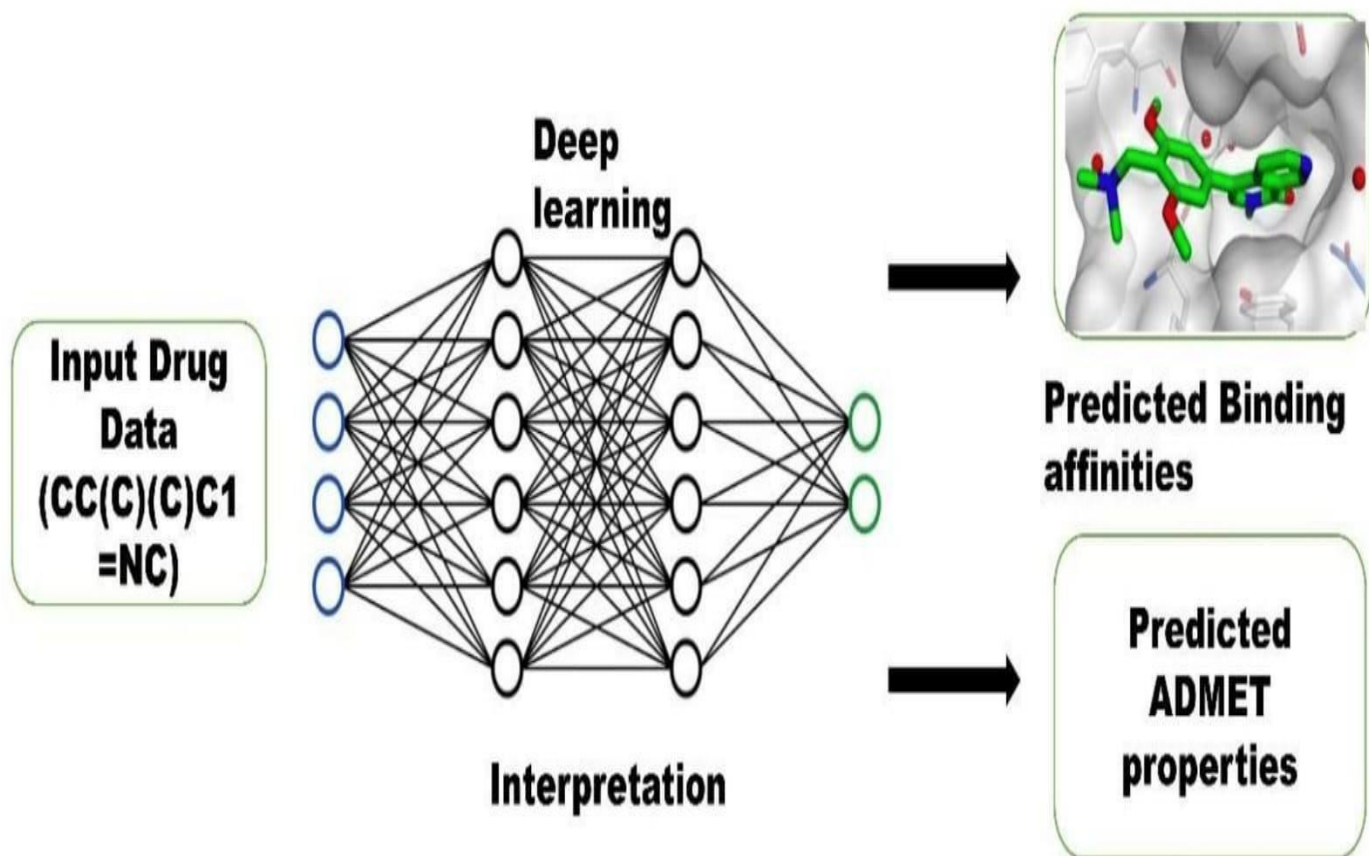 Deep
learning
Input Drug
Data
(CC(C)(C)C1
=NC)
Interpretation
Predicted Binding
affinities
Predicted
ADMET
properties